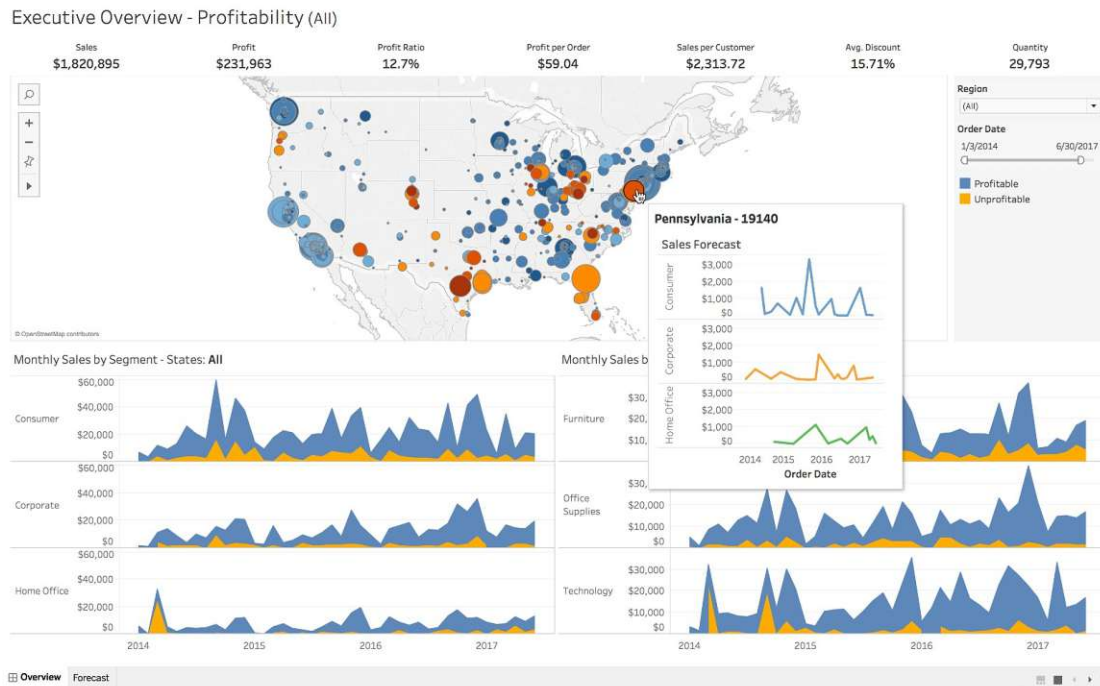 Executive Overview - Profitability (All)
Sales Profit Profit Ratio Profit per Order Sales per Customer Avg. Discount Quantity
$1,820,895 $231,963 12.7% $59.04 $2,313.72 15.71% 29,793
Region
(All)
Order Date
1/3/2014 6/30/2017
Profitable
Unprofitable
© OpenStreetMap contributors
Pennsylvania - 19140
Sales Forecast
Consumer
$3,000
$2,000
$1,000
$0
Corporate
$3,000
$2,000
$1,000
$0
Home Office
$3,000
$2,000
$1,000
$0
2014 2015 2016 2017
Order Date
Monthly Sales by Segment - States: All
Consumer
$60,000
$40,000
$20,000
$0
Corporate
$60,000
$40,000
$20,000
$0
Home Office
$60,000
$40,000
$20,000
$0
2014 2015 2016 2017
Monthly Sales b
Furniture
$30,
$20,
$10,
Office
Supplies
$30,
$20,000
$10,000
$0
Technology
$30,000
$20,000
$10,000
$0
2014 2015 2016 2017
Overview Forecast